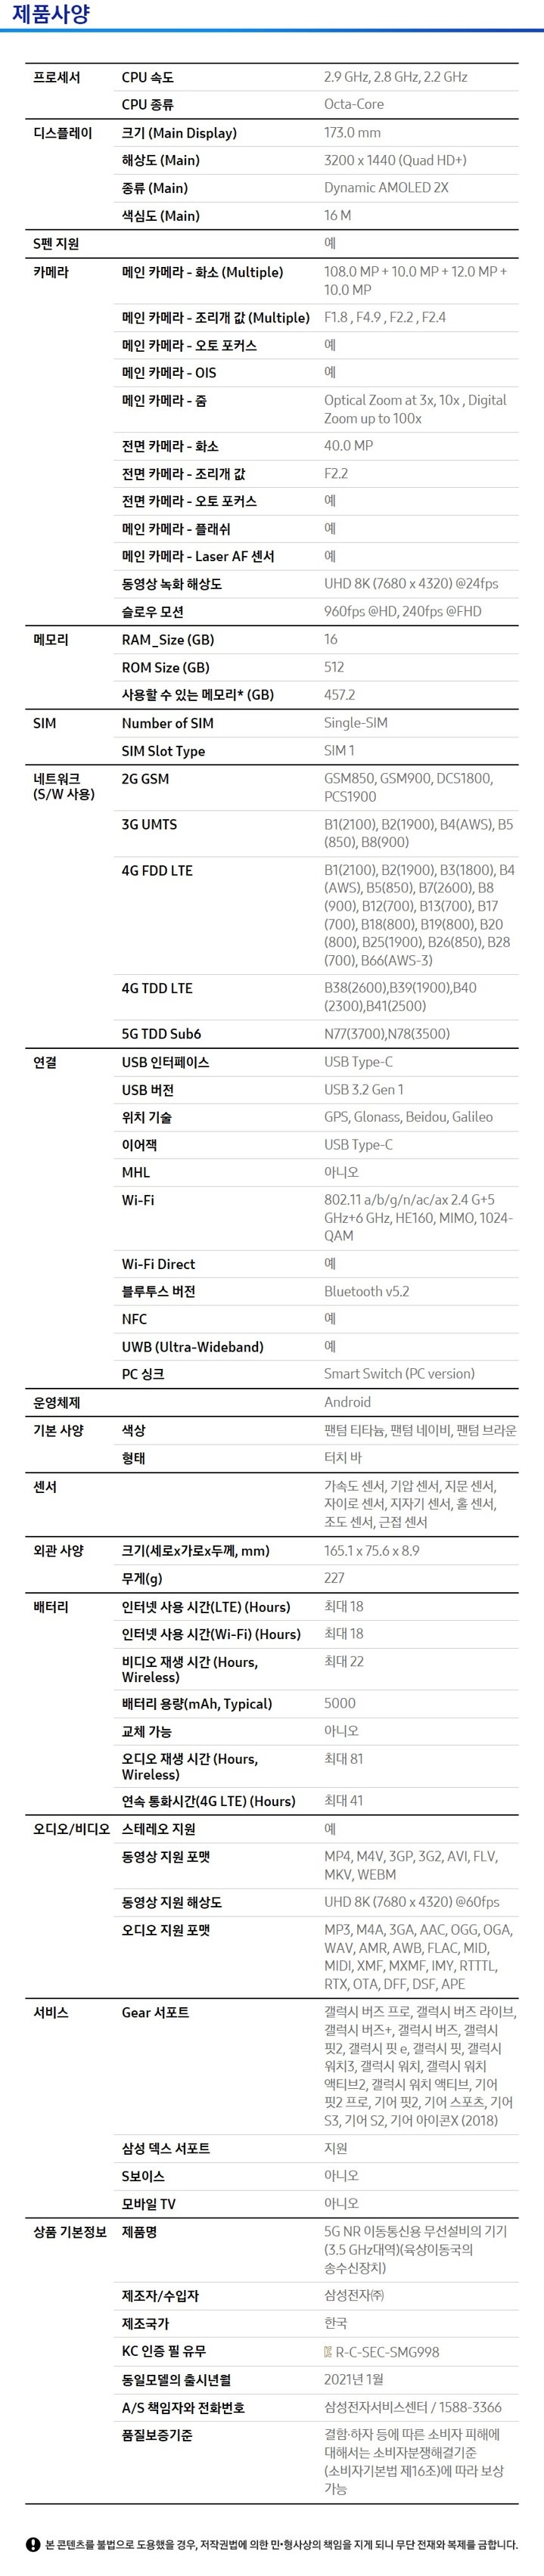 제품사양
프로세서 CPU 속도 2.9 GHz, 2.8 GHz, 2.2 GHz
CPU 종류 Octa-Core
디스플레이 크기 (Main Display) 173.0 mm
해상도 (Main) 3200 x 1440 (Quad HD+)
종류 (Main) Dynamic AMOLED 2X
색심도 (Main) 16 M
S펜 지원 예
카메라 메인 카메라 - 화소 (Multiple) 108.0 MP + 10.0 MP + 12.0 MP +
10.0 MP
메인 카메라 - 조리개 값 (Multiple) F1.8 , F4.9 , F2.2 , F2.4
메인 카메라 - 오토 포커스 예
메인 카메라 - OIS 예
메인 카메라 - 줌 Optical Zoom at 3x, 10x , Digital
Zoom up to 100x
전면 카메라 - 화소 40.0 MP
전면 카메라 - 조리개 값 F2.2
전면 카메라 - 오토 포커스 예
메인 카메라 - 플래쉬 예
메인 카메라 - Laser AF 센서 예
동영상 녹화 해상도 UHD 8K (7680 x 4320) @24fps
슬로우 모션 960fps @HD, 240fps @FHD
메모리 RAM_Size (GB) 16
ROM Size (GB) 512
사용할 수 있는 메모리* (GB) 457.2
SIM Number of SIM Single-SIM
SIM Slot Type SIM 1
네트워크 2G GSM GSM850, GSM900, DCS1800,
(S/W 사용) PCS1900
3G UMTS B1(2100), B2(1900), B4(AWS), B5
(850), B8(900)
4G FDD LTE B1(2100), B2(1900), B3(1800), B4
(AWS), B5(850), B7(2600), B8
(900), B12(700), B13(700), B17
(700), B18(800), B19(800), B20
(800), B25(1900), B26(850), B28
(700), B66(AWS-3)
4G TDD LTE B38(2600),B39(1900),B40
(2300),B41(2500)
5G TDD Sub6 N77(3700),N78(3500)
연결 USB 인터페이스 USB Type-C
USB 버전 USB 3.2 Gen 1
위치 기술 GPS, Glonass, Beidou, Galileo
이어잭 USB Type-C
MHL 아니오
Wi-Fi 802.11 a/b/g/n/ac/ax 2.4 G+5
GHz+6 GHz, HE160, MIMO, 1024-
QAM
Wi-Fi Direct 예
블루투스 버전 Bluetooth v5.2
NFC 예
UWB (Ultra-Wideband) 예
PC 싱크 Smart Switch (PC version)
운영체제 Android
기본 사양 색상 팬텀 티타늄, 팬텀 네이비, 팬텀 브라운
형태 터치 바
센서 가속도 센서, 기압 센서, 지문 센서,
자이로 센서, 지자기 센서, 홀 센서,
조도 센서, 근접 센서
외관 사양 크기(세로x가로x두께, mm) 165.1 x 75.6 x 8.9
무게(g) 227
배터리 인터넷 사용 시간(LTE) (Hours) 최대 18
인터넷 사용 시간(Wi-Fi) (Hours) 최대 18
비디오 재생 시간 (Hours, 최대 22
Wireless)
배터리 용량(mAh, Typical) 5000
교체 가능 아니오
오디오 재생 시간 (Hours, 최대 81
Wireless)
연속 통화시간(4G LTE) (Hours) 최대 41
오디오/비디오 스테레오 지원 예
동영상 지원 포맷 MP4, M4V, 3GP, 3G2, AVI, FLV,
MKV, WEBM
동영상 지원 해상도 UHD 8K (7680 x 4320) @60fps
오디오 지원 포맷 MP3, M4A, 3GA, AAC, OGG, OGA,
WAV, AMR, AWB, FLAC, MID,
MIDI, XMF, MXMF, IMY, RTTTL,
RTX, OTA, DFF, DSF, APE
서비스 Gear 서포트 갤럭시 버즈 프로, 갤럭시 버즈 라이브,
갤럭시 버즈+, 갤럭시 버즈, 갤럭시
핏2, 갤럭시 핏 e, 갤럭시 핏, 갤럭시
워치3, 갤럭시 워치, 갤럭시 워치
액티브2, 갤럭시 워치 액티브, 기어
핏2 프로, 기어 핏2, 기어 스포츠, 기어
S3, 기어 S2, 기어 아이콘X (2018)
삼성 덱스 서포트 지원
S보이스 아니오
모바일 TV 아니오
상품 기본정보 제품명 5G NR 이동통신용 무선설비의 기기
(3.5 GHz대역)(육상이동국의
송수신장치)
제조자/수입자 삼성전자㈜
제조국가 한국
KC 인증 필 유무 R-C-SEC-SMG998
동일모델의 출시년월 2021년 1월
A/S 책임자와 전화번호 삼성전자서비스센터 / 1588-3366
품질보증기준 결함·하자 등에 따른 소비자 피해에
대해서는 소비자분쟁해결기준
(소비자기본법 제16조)에 따라 보상
가능
본 콘텐츠를 불법으로 도용했을 경우, 저작권법에 의한 민•형사상의 책임을 지게 되니 무단 전재와 복제를 금합니다.